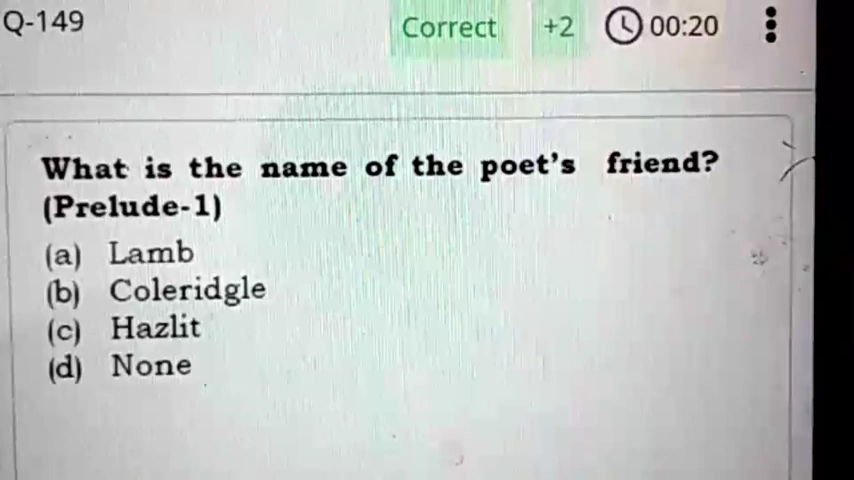 Q-149 Correct +2 00:20
What is the name of the poet's friend?
(Prelude-1)
(a) Lamb
(b) Coleridgle
(c) Hazlit
(d) None